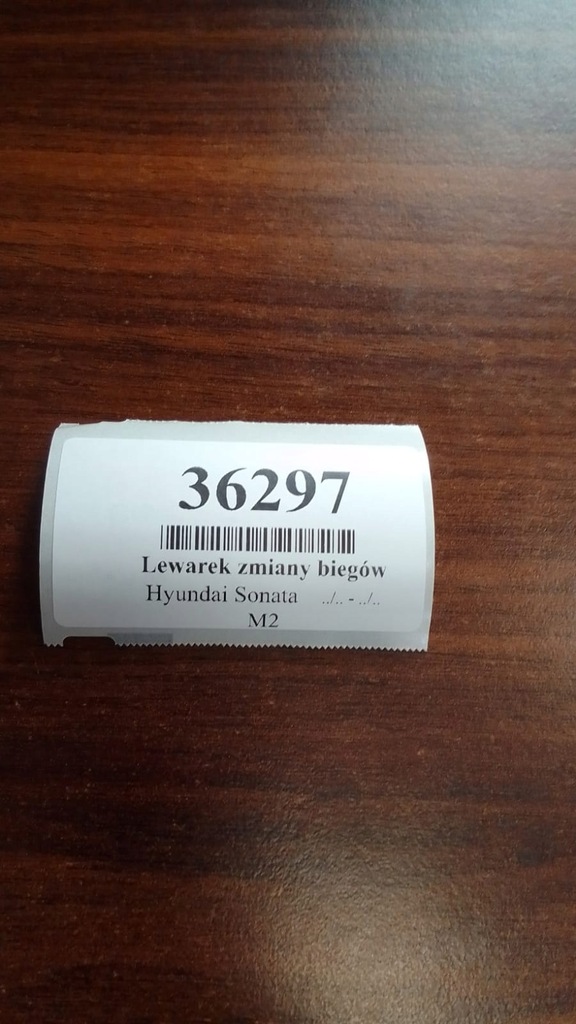 36297
Lewarek zmiany biegów
Hyundai Sonata ../.. - ../..
M2